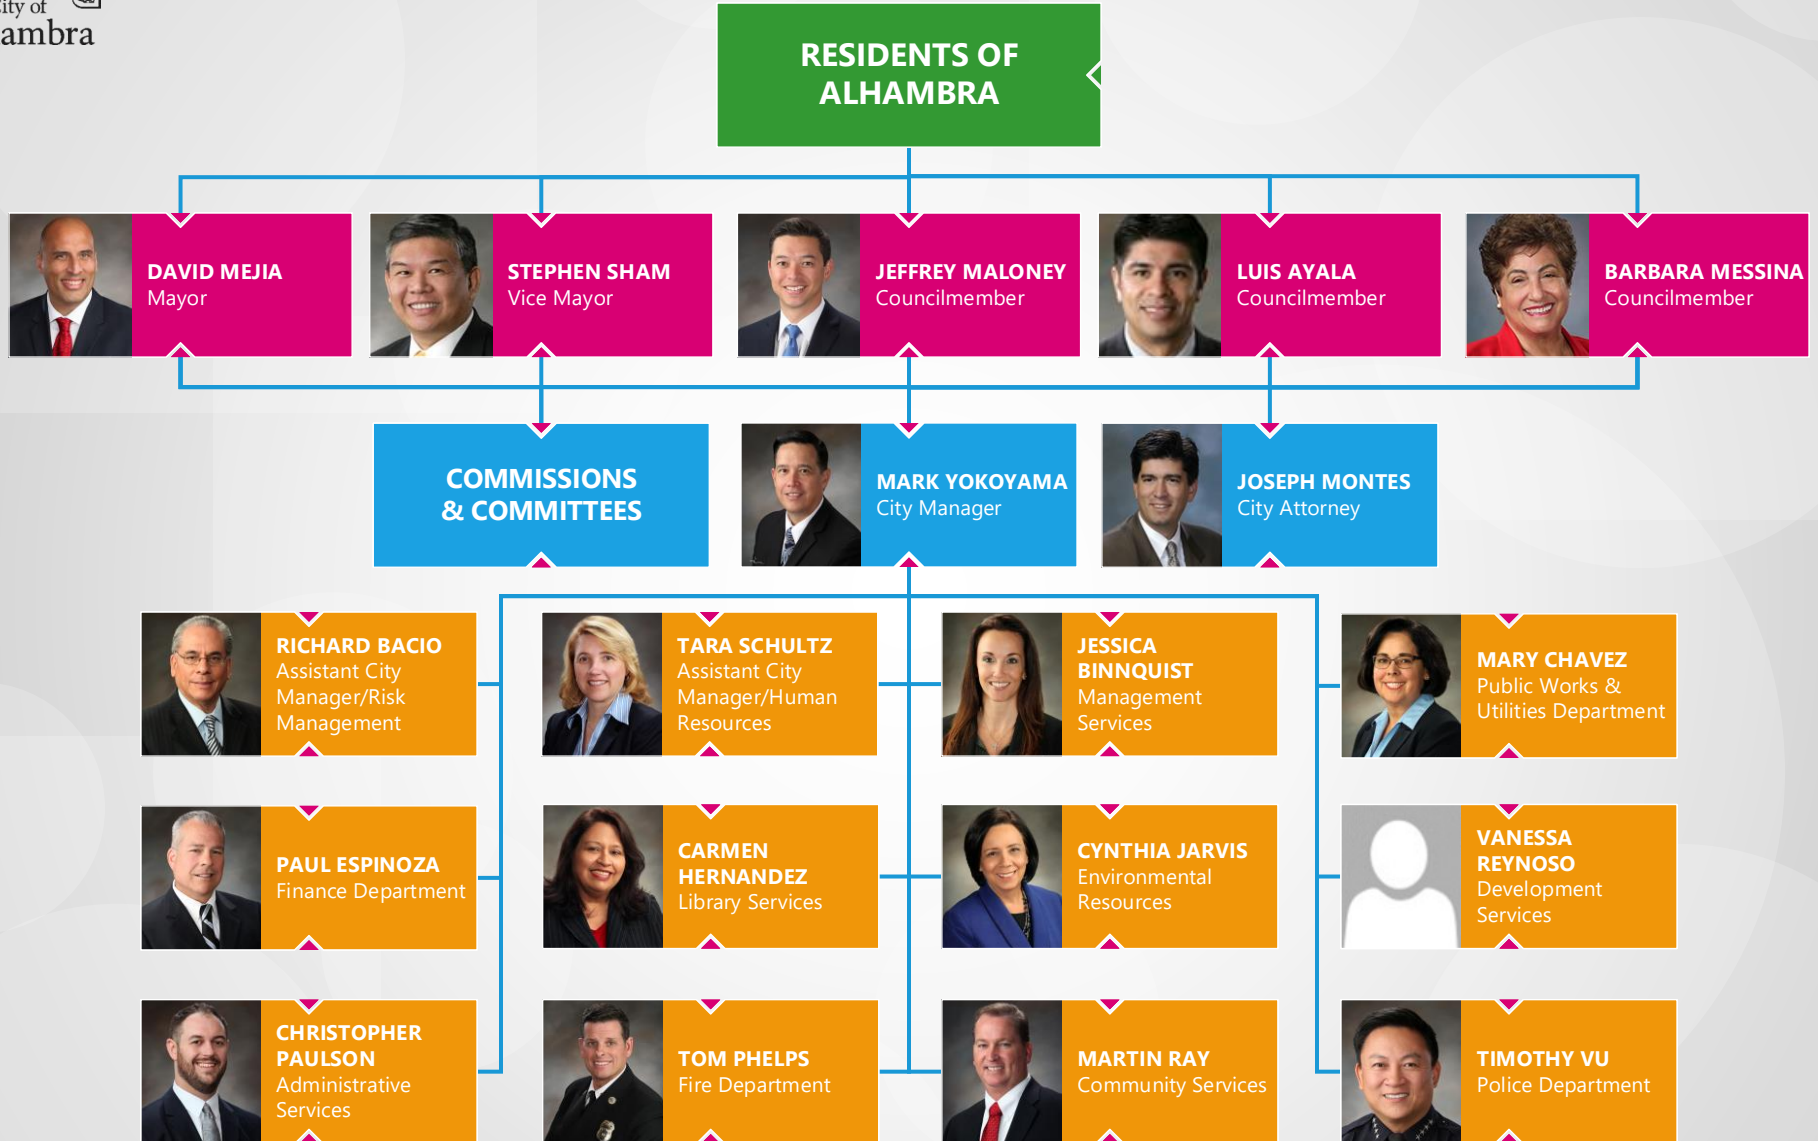 City of
ambra
RESIDENTS OF
ALHAMBRA
DAVID MEJIA
Mayor
STEPHEN SHAM
Vice Mayor
JEFFREY MALONEY
Councilmember
LUIS AYALA
Councilmember
BARBARA MESSINA
Councilmember
COMMISSIONS
& COMMITTEES
MARK YOKOYAMA
City Manager
JOSEPH MONTES
City Attorney
RICHARD BACIO
Assistant City
Manager/Risk
Management
TARA SCHULTZ
Assistant City
Manager/Human
Resources
JESSICA
BINNQUIST
Management
Services
MARY CHAVEZ
Public Works &
Utilities Department
PAUL ESPINOZA
Finance Department
CARMEN
HERNANDEZ
Library Services
CYNTHIA JARVIS
Environmental
Resources
VANESSA
REYNOSO
Development
Services
CHRISTOPHER
PAULSON
Administrative
Services
TOM PHELPS
Fire Department
MARTIN RAY
Community Services
TIMOTHY VU
Police Department